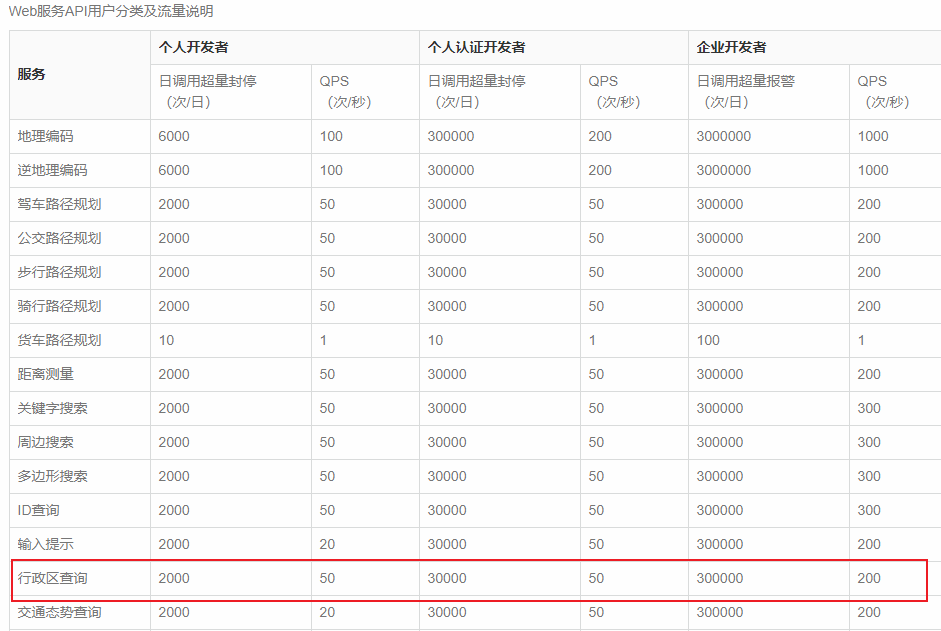 Web服务API用户分类及流量说明
服务 个人开发者 个人认证开发者 企业开发者
日调用超量封停 QPS 日调用超量封停 QPS 日调用超量报警 QPS
（次/日） （次/秒） （次/日） （次/秒） （次/日） （次/秒）
地理编码 6000 100 300000 200 3000000 1000
逆地理编码 6000 100 300000 200 3000000 1000
驾车路径规划 2000 50 30000 50 300000 200
公交路径规划 2000 50 30000 50 300000 200
步行路径规划 2000 50 30000 50 300000 200
骑行路径规划 2000 50 30000 50 300000 200
货车路径规划 10 1 10 1 100 1
距离测量 2000 50 30000 50 300000 200
关键字搜索 2000 50 30000 50 300000 300
周边搜索 2000 50 30000 50 300000 300
多边形搜索 2000 50 30000 50 300000 300
ID查询 2000 50 30000 50 300000 300
输入提示 2000 20 30000 50 300000 200
行政区查询 2000 50 30000 50 300000 200
交通态势查询 2000 20 30000 50 300000 200